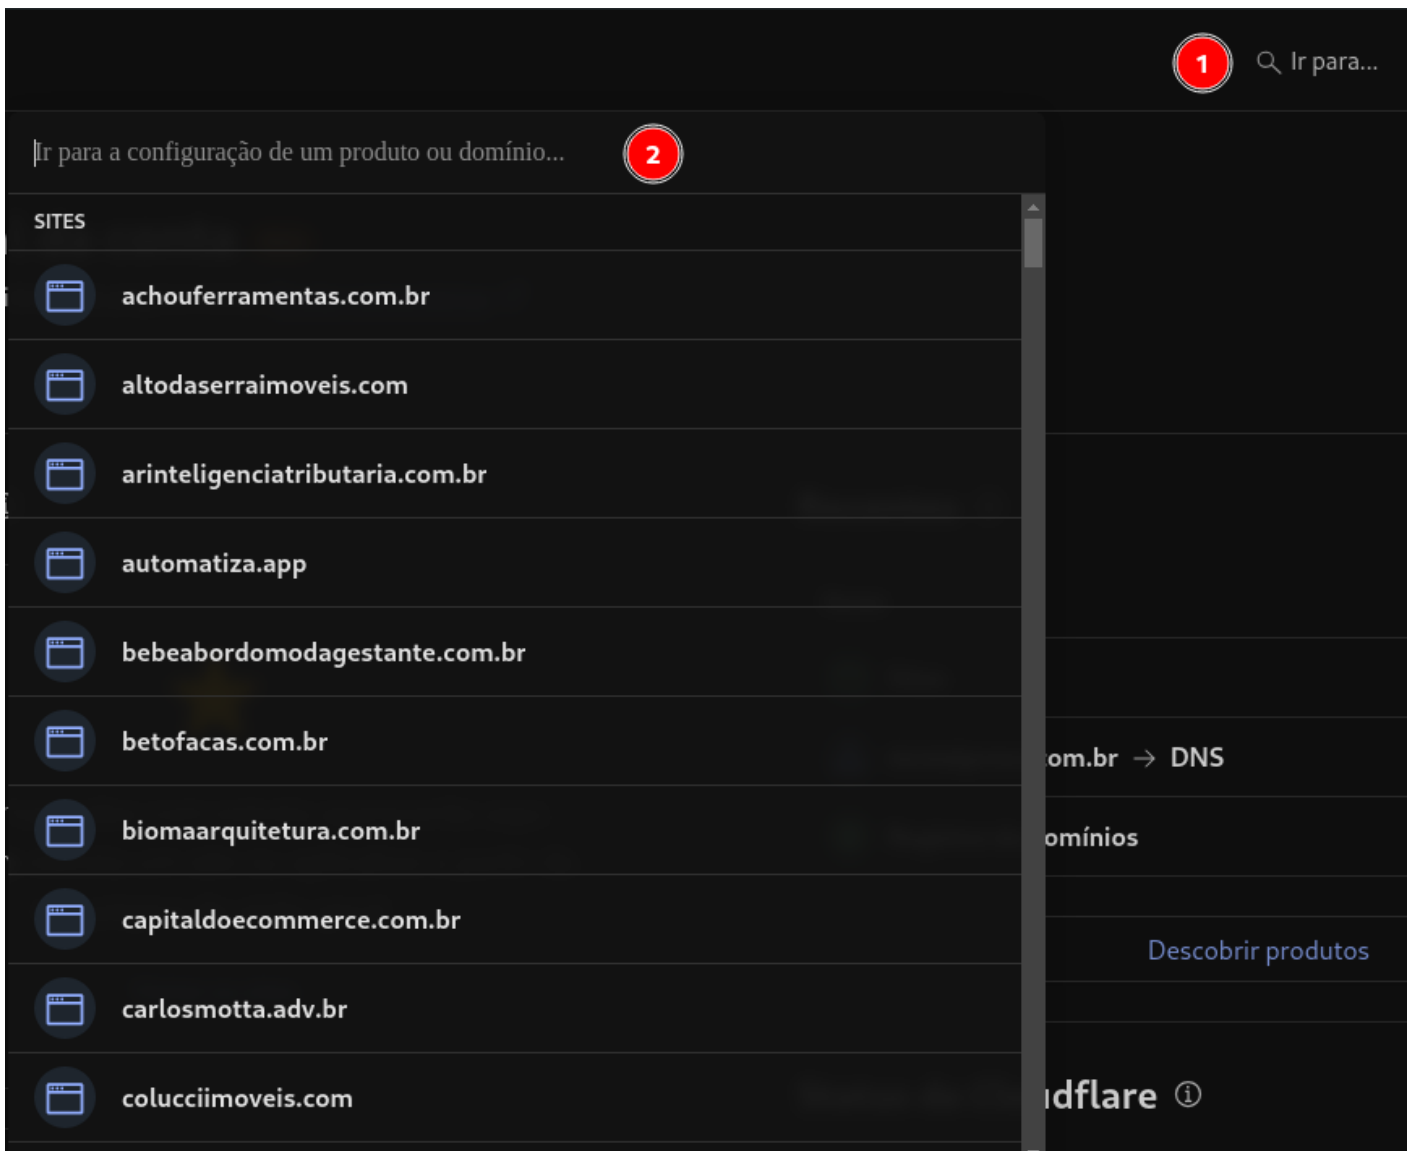 1 Ir para...
Ir para a configuração de um produto ou domínio... 2
SITES
achouferramentas.com.br
altodaserraimoveis.com
arinteligenciatributaria.com.br
automatiza.app
bebeabordomodagestante.com.br
betofacas.com.br
om.br → DNS
biomaarquitetura.com.br
omínios
capitaldoecommerce.com.br
Descobrir produtos
carlosmotta.adv.br
colucciimoveis.com
dflare